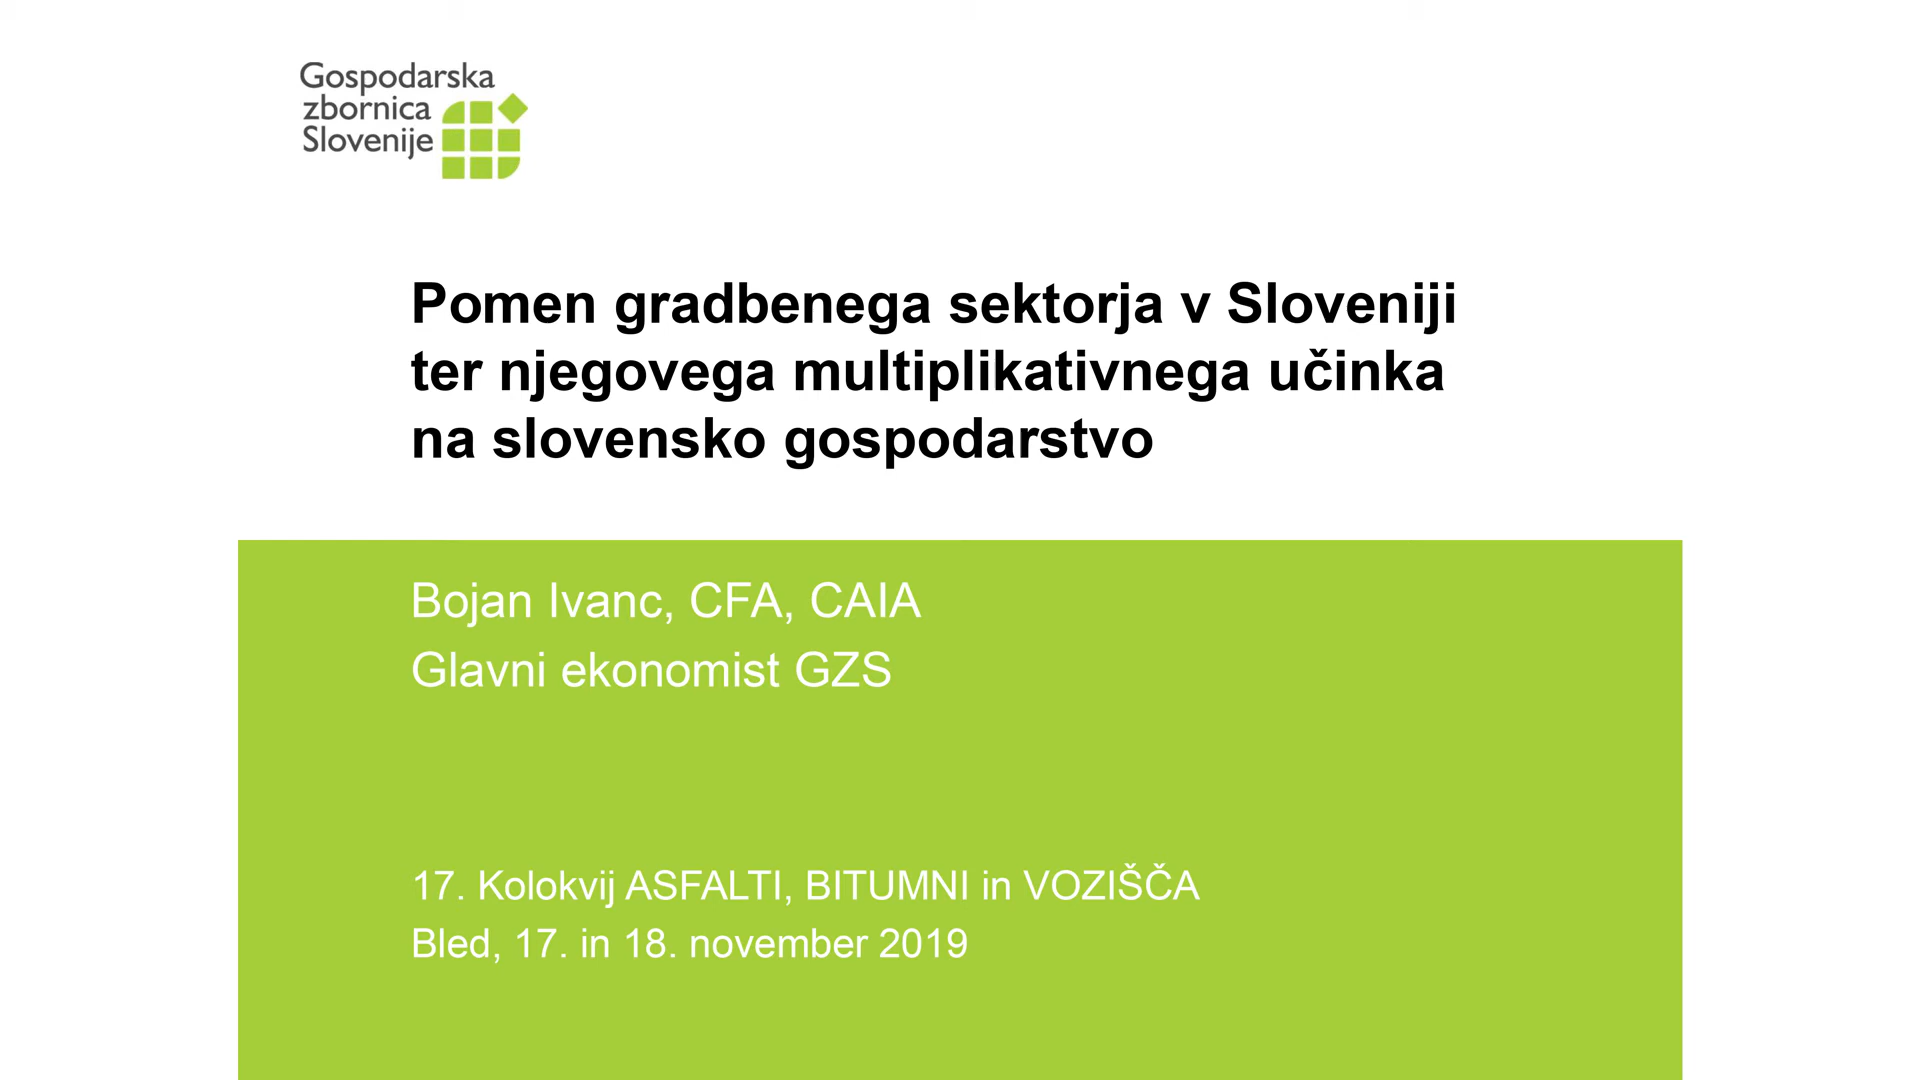 Gospodarska
zbornica
Slovenije
Pomen gradbenega sektorja v Sloveniji
ter njegovega multiplikativnega učinka
na slovensko gospodarstvo
Bojan Ivanc, CFA, CAIA
Glavni ekonomist GZS
17. Kolokvij ASFALTI, BITUMNI in VOZIŠČA
Bled, 17. in 18. november 2019